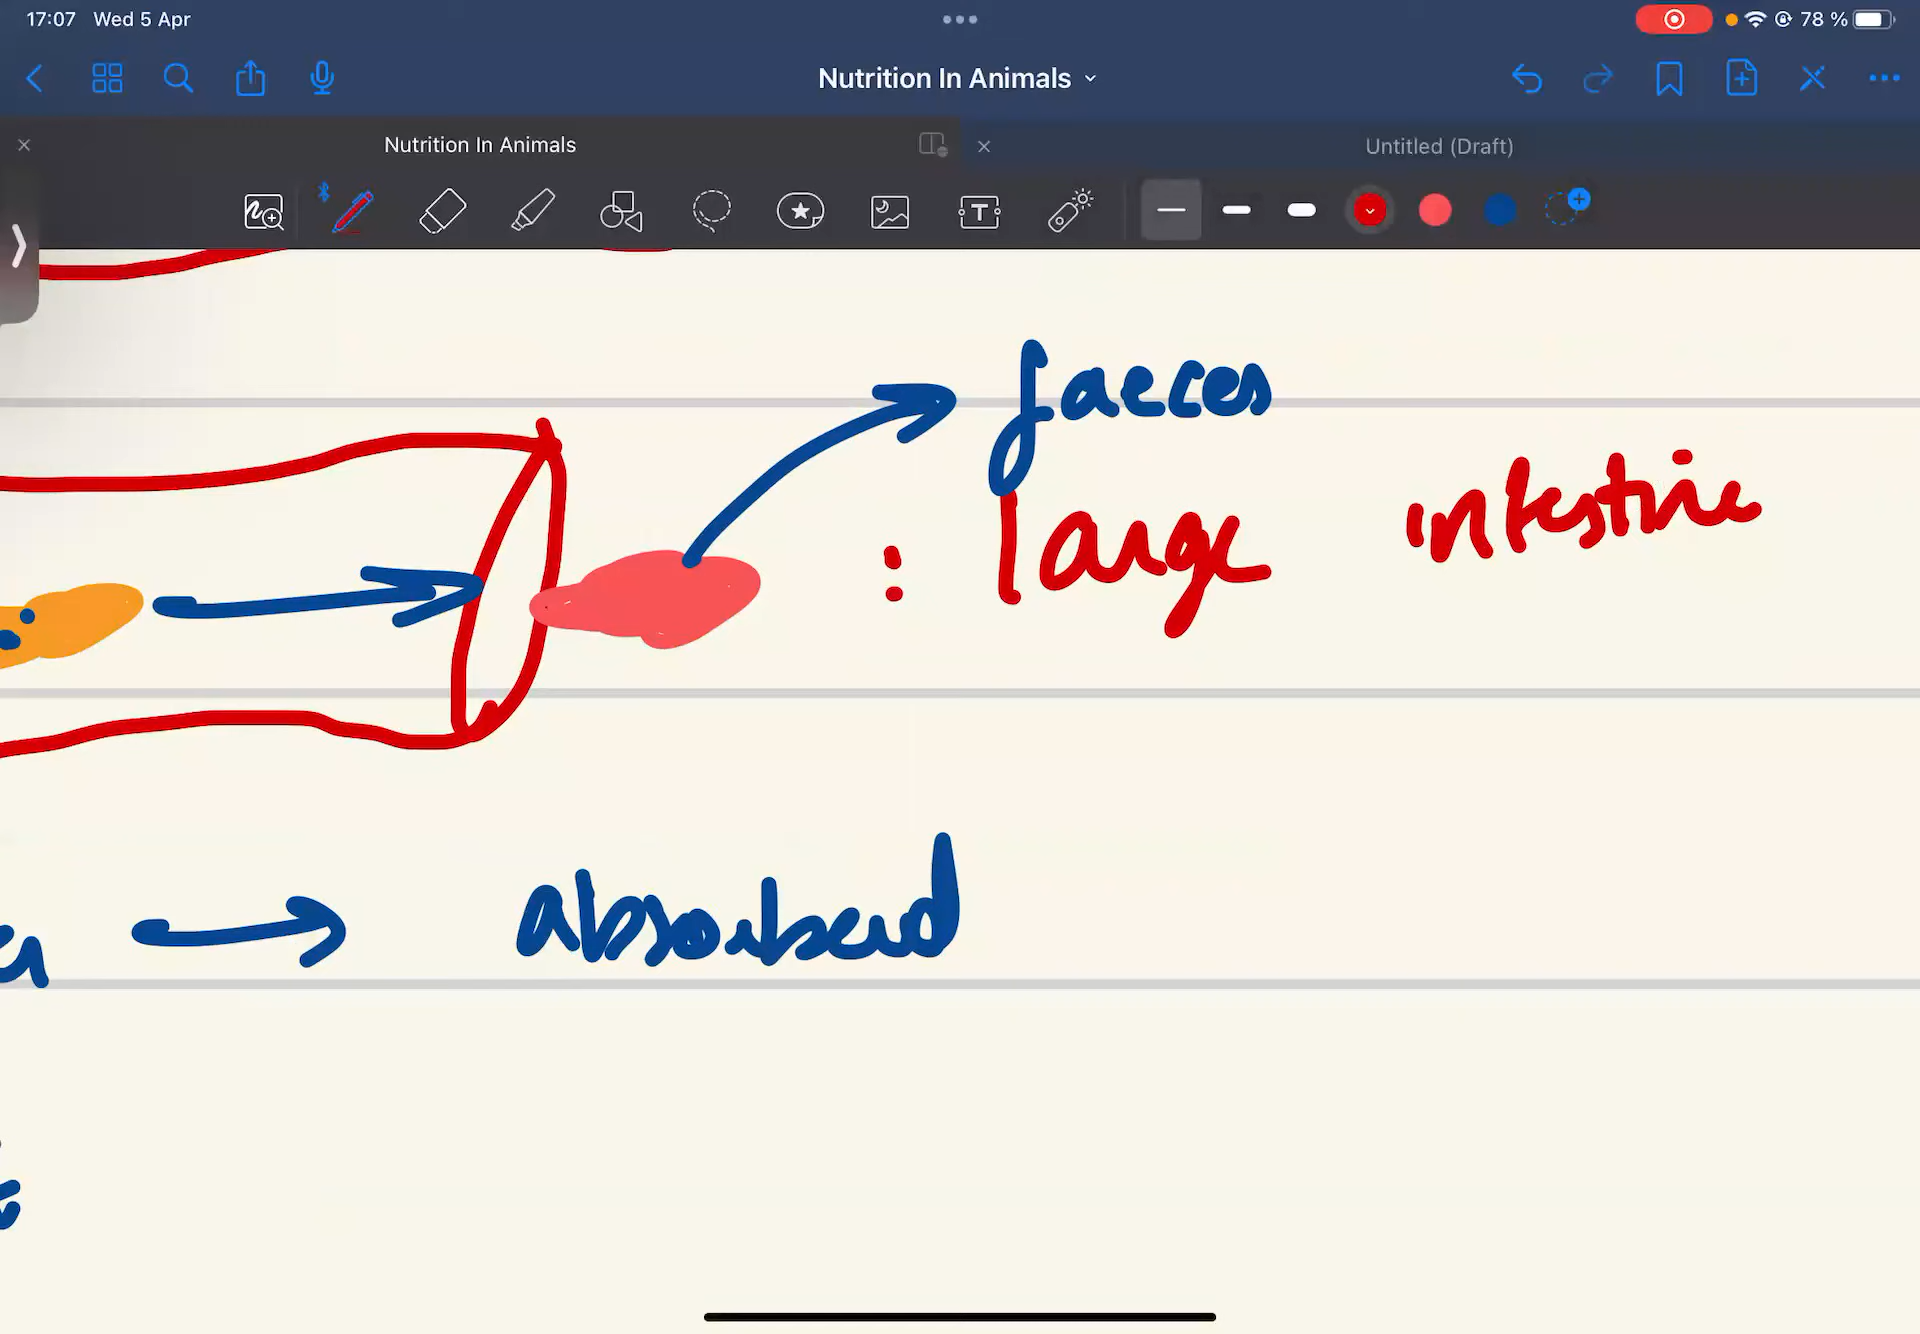 17:07 Wed 5 Apr
78 %
Nutrition In Animals
Nutrition In Animals
Untitled (Draft)
T
faeces
: large intestine
absorbed